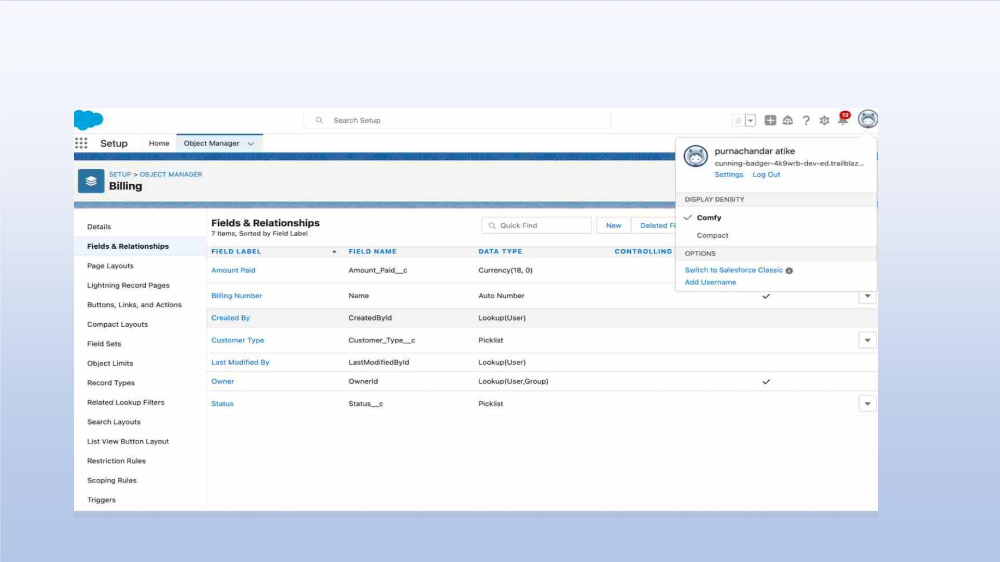 Search Setup
12
Setup
Home
Object Manager
SETUP > OBJECT MANAGER
Billing
purnachandar atike
cunning-badger-4k9wrb-dev-ed.trailblaz...
Settings Log Out
DISPLAY DENSITY
Comfy
Compact
OPTIONS
Switch to Salesforce Classic
Add Username
Details
Fields & Relationships
Page Layouts
Lightning Record Pages
Buttons, Links, and Actions
Compact Layouts
Field Sets
Object Limits
Record Types
Related Lookup Filters
Search Layouts
List View Button Layout
Restriction Rules
Scoping Rules
Triggers
Fields & Relationships
7 Items, Sorted by Field Label
Quick Find
New
Deleted Fi
FIELD LABEL FIELD NAME DATA TYPE CONTROLLING
Amount Paid Amount_Paid__c Currency(18, 0)
Billing Number Name Auto Number
Created By CreatedById Lookup(User)
Customer Type Customer_Type__c Picklist
Last Modified By LastModifiedById Lookup(User)
Owner OwnerId Lookup(User,Group)
Status Status__c Picklist